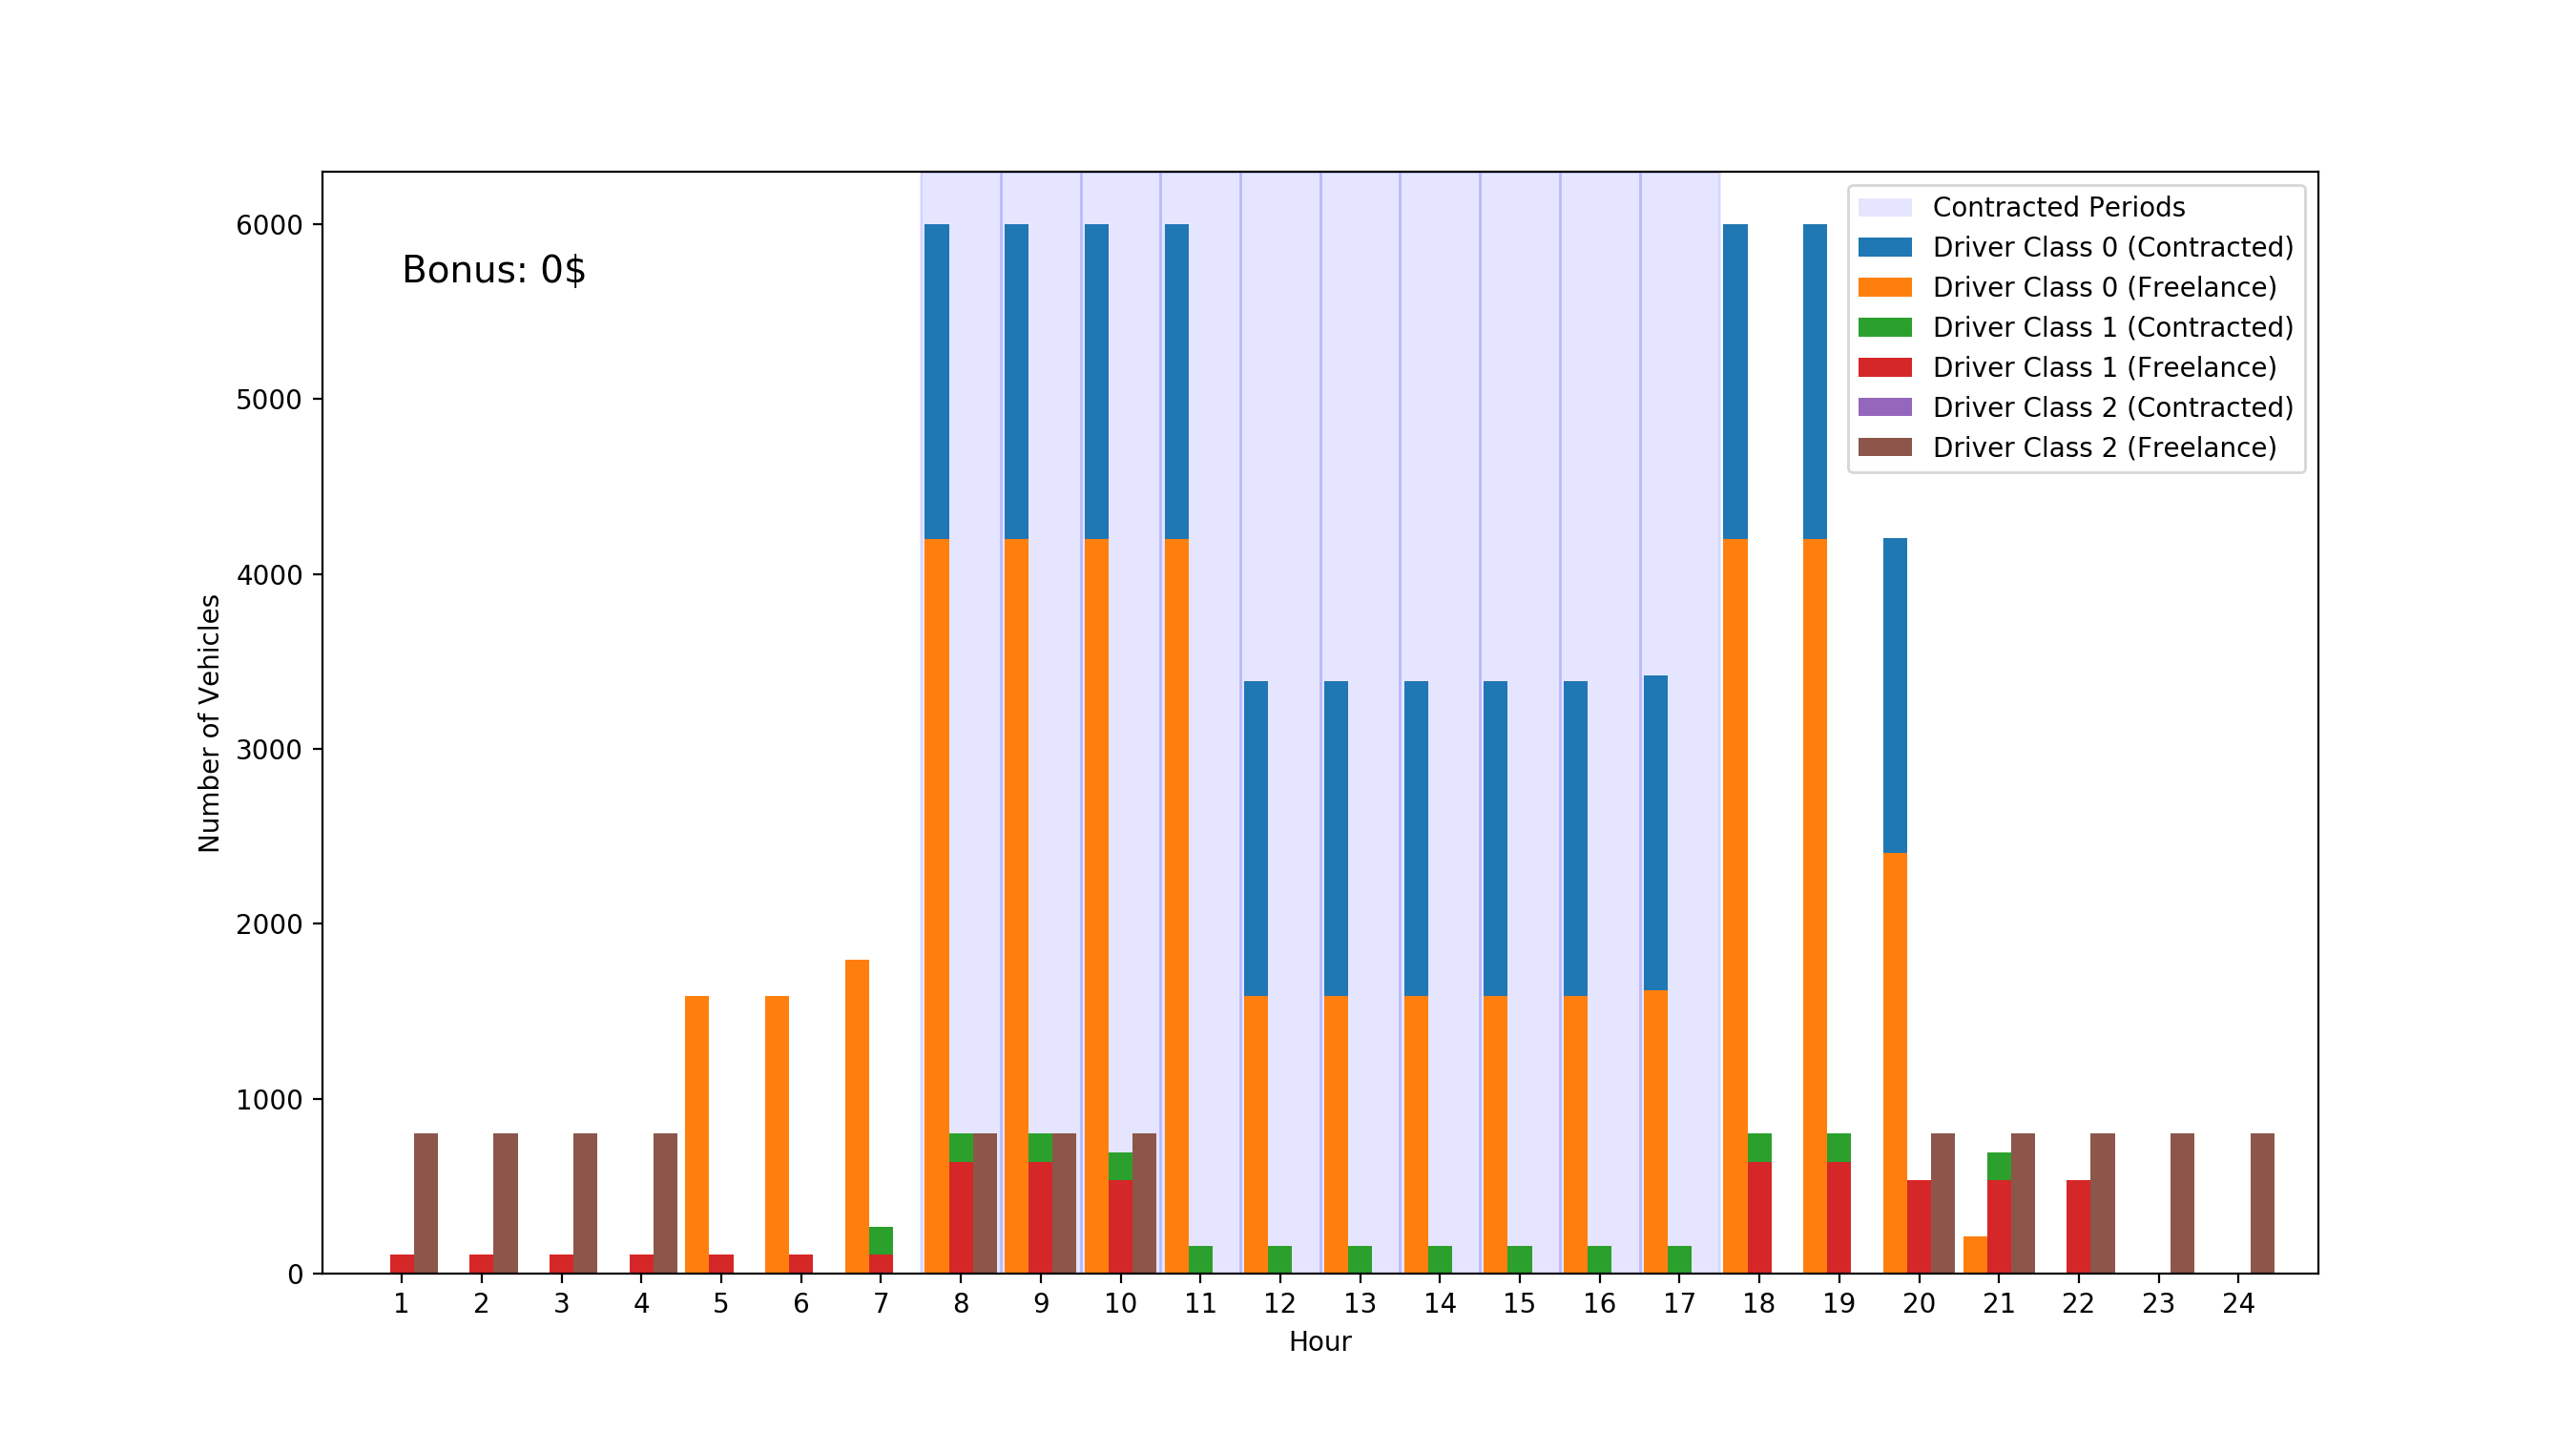 Bonus: 0$
Contracted Periods
Driver Class 0 (Contracted)
Driver Class 0 (Freelance)
Driver Class 1 (Contracted)
Driver Class 1 (Freelance)
Driver Class 2 (Contracted)
Driver Class 2 (Freelance)
Number of Vehicles
6000
5000
4000
3000
2000
1000
0
1 2 3 4 5 6 7 8 9 10 11 12 13 14 15 16 17 18 19 20 21 22 23 24
Hour